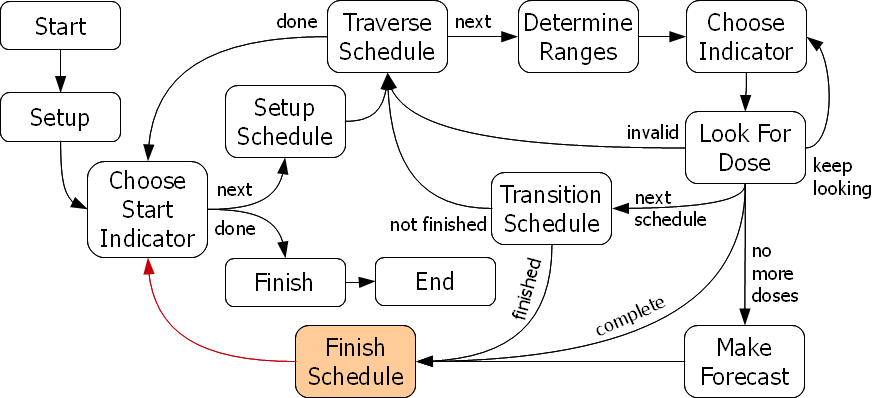 Start
done
Traverse
Schedule
next
Determine
Ranges
Choose
Indicator
Setup
Setup
Schedule
invalid
Look For
Dose
keep
looking
Choose
Start
Indicator
next
done
Transition
Schedule
not finished
next
schedule
Finish
End
finished
complete
no
more
doses
Finish
Schedule
Make
Forecast